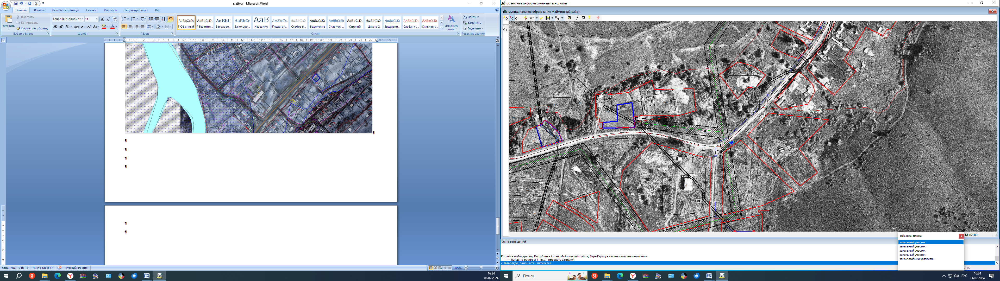 майма - Microsoft Word
Главная Вставка Разметка страницы Ссылки Рассылки Рецензирование Вид
Вставить
Вырезать
Копировать
Формат по образцу
Буфер обмена
Calibri (Основной те 11
Шрифт
Абзац
AaBbCcDc AaBbCcDc AaBbCc AaBbCc AaB AaBbCc. AaBbCcDc AaBbCcDc AaBbCcDc AaBbCcDc AaBbCcDc AaBbCcDc AaBbCcDc AaBbCcDc
¶ Обычный ¶ Без инте... Заголово... Заголово... Название Подзагол... Слабое в... Выделение Сильное ... Строгий Цитата 2 Выделенн... Слабая сс... Сильная с...
Стили
Изменить стили
Найти
Заменить
Выделить
Редактирование
Страница: 12 из 12 Число слов: 17 Русский (Россия) 100%
16:34
06.07.2024
объектные информационные технологии
муниципальное образование Майминский район
М 1:2000
объекты плана
земельный участок
земельный участок
земельный участок
земельный участок
зона с особыми условиями
Окно сообщений
Российская Федерация, Республика Алтай, Майминский район, Верх-Карагужинское сельское поселение
--------- найдено растров: 1 (ESC - прервать загрузку)
с. В-Карагуж, район мтз 2 пятилетка
VER7
Поиск
РУС
16:34
06.07.2024